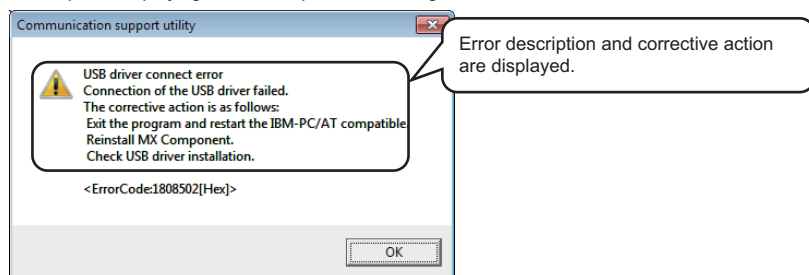 Communication support utility
USB driver connect error
Connection of the USB driver failed.
The corrective action is as follows:
Exit the program and restart the IBM-PC/AT compatible.
Reinstall MX Component.
Check USB driver installation.
<ErrorCode:1808502[Hex]>
OK
Error description and corrective action
are displayed.